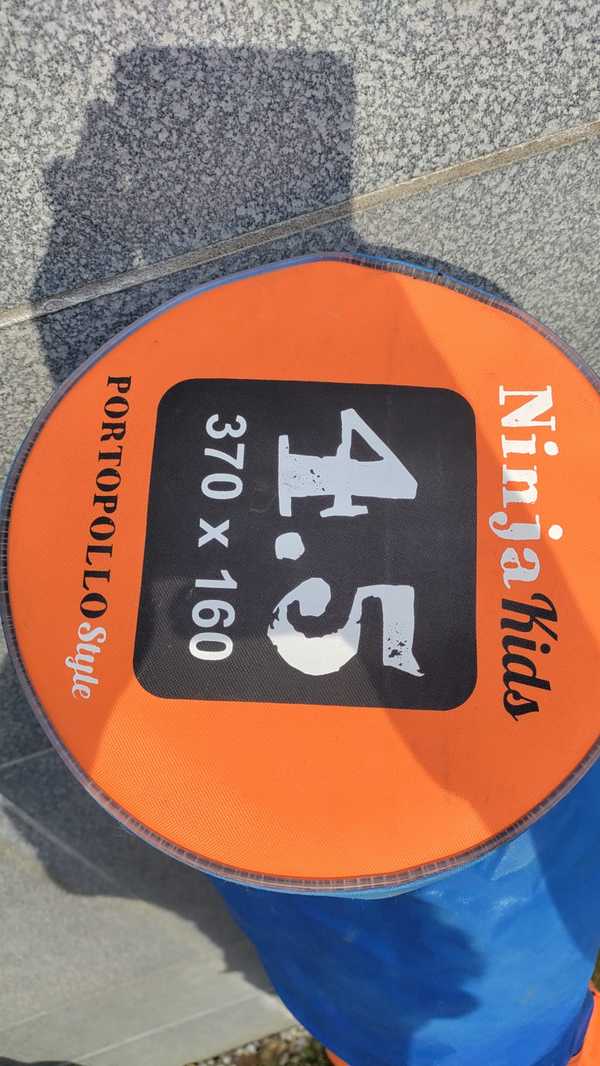 Ninja Kids
4.5
370 x 160
PORTOPOLLO Style